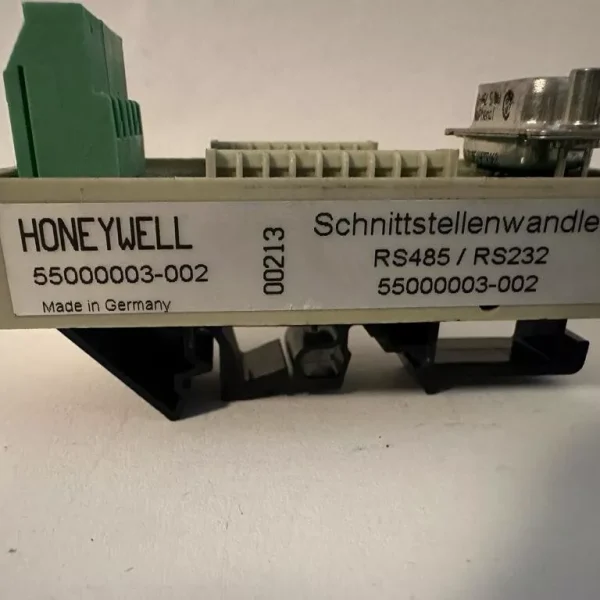 HONEYWELL
55000003-002
Made in Germany
00213
Schnittstellenwandle
RS485 / RS232
55000003-002